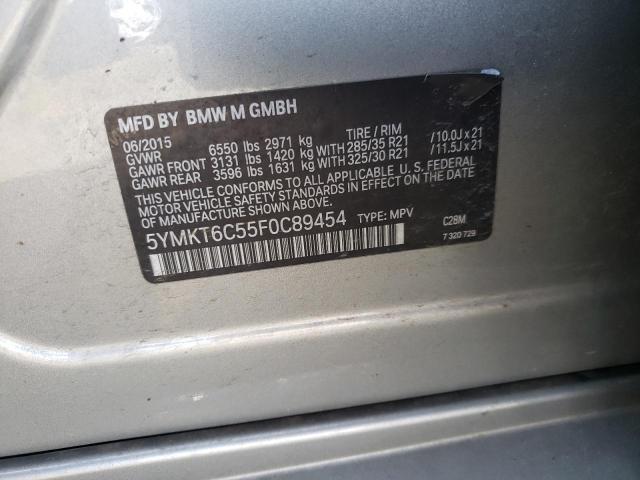 MFD BY BMW M GMBH
06/2015
GVWR 6550 lbs 2971 kg TIRE / RIM
GAWR FRONT 3131 lbs 1420 kg WITH 285/35 R21 /10.0J x 21
GAWR REAR 3596 lbs 1631 kg WITH 325/30 R21 /11.5J x 21
THIS VEHICLE CONFORMS TO ALL APPLICABLE U.S. FEDERAL
MOTOR VEHICLE SAFETY STANDARDS IN EFFECT ON THE
DATE OF MANUFACTURE SHOWN ABOVE.
5YMKT6C55F0C89454 TYPE: MPV C28M
7 320 729